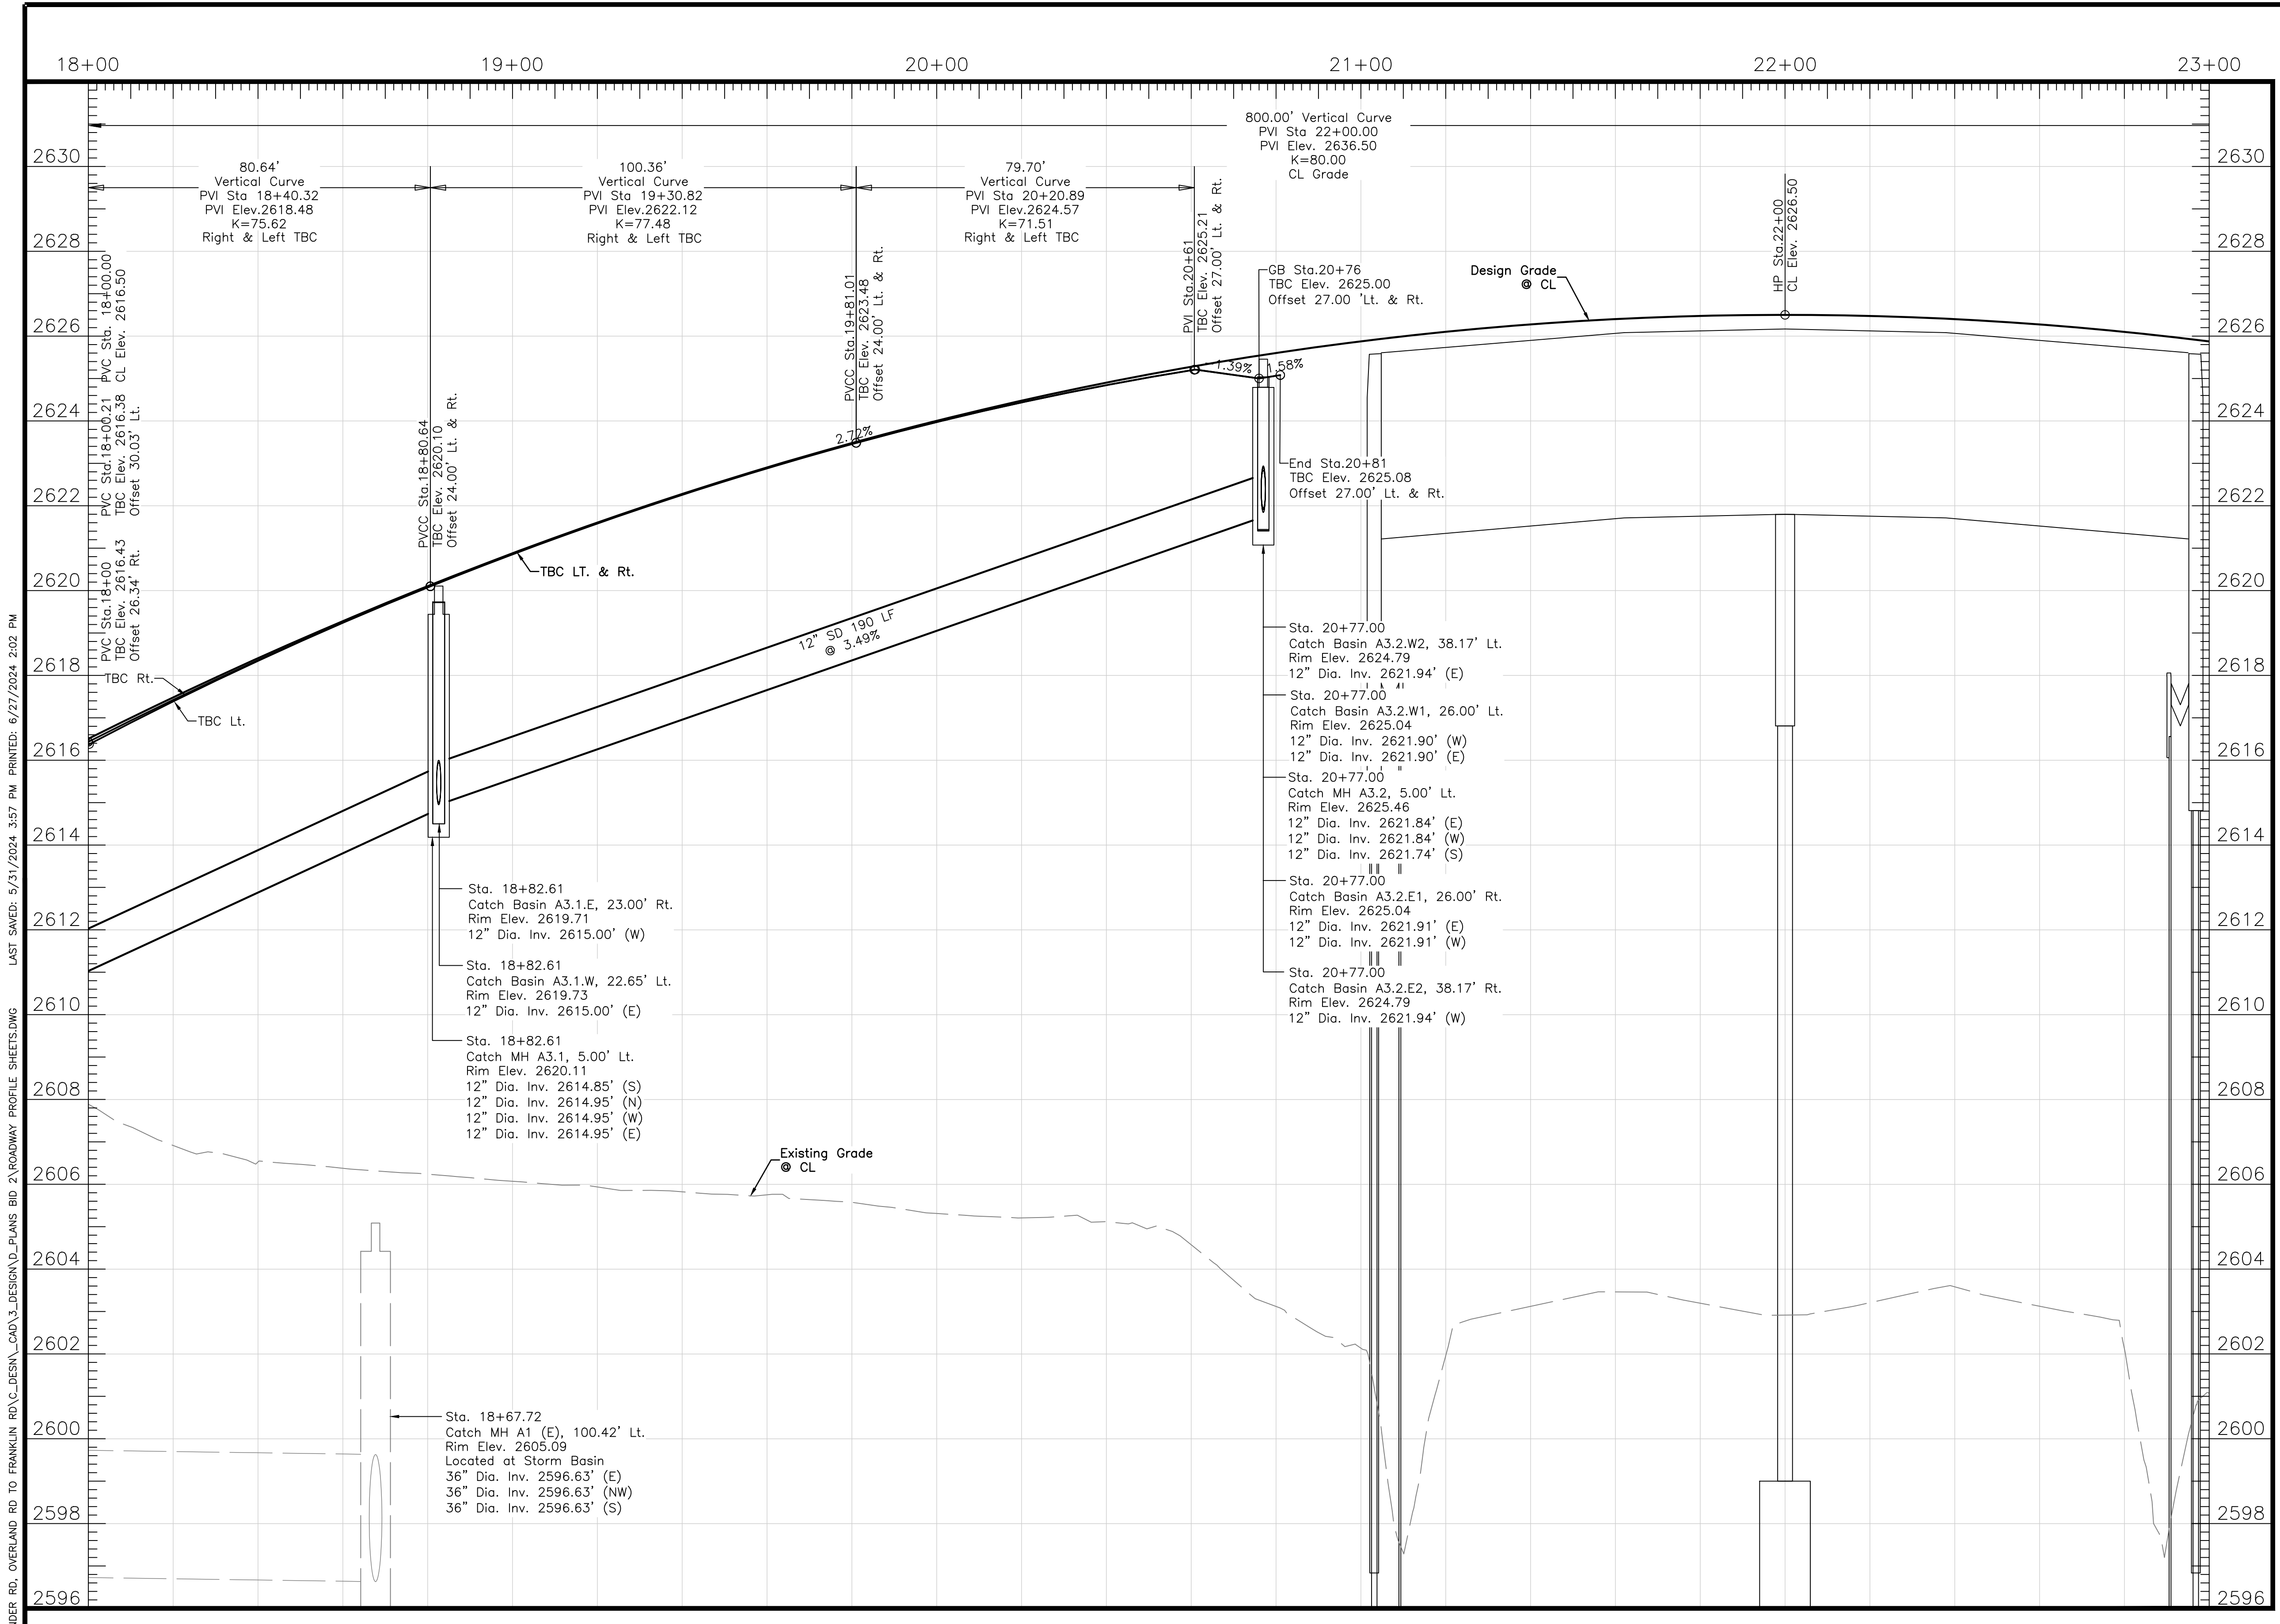 18+00 19+00 20+00 21+00 22+00 23+00
800.00' Vertical Curve
PVI Sta 22+00.00
PVI Elev. 2636.50
K=80.00
CL Grade
80.64'
Vertical Curve
PVI Sta 18+40.32
PVI Elev.2618.48
K=75.62
Right & Left TBC
100.36'
Vertical Curve
PVI Sta 19+30.82
PVI Elev.2622.12
K=77.48
Right & Left TBC
79.70'
Vertical Curve
PVI Sta 20+20.89
PVI Elev.2624.57
K=71.51
Right & Left TBC
2630
2628
2626
2624
2622
2620
2618
2616
2614
2612
2610
2608
2606
2604
2602
2600
2598
2596
PVC Sta. 18+00.00
CL Elev. 2616.50
PVC Sta.18+00.21
TBC Elev. 2616.38
Offset 30.03' Lt.
PVC Sta.18+00
TBC Elev. 2616.43
Offset 26.34' Rt.
PVCC Sta.18+80.64
TBC Elev. 2620.10
Offset 24.00' Lt. & Rt.
PVCC Sta.19+81.01
TBC Elev. 2623.48
Offset 24.00' Lt. & Rt.
2.72%
PVI Sta.20+61
TBC Elev. 2625.21
Offset 27.00' Lt. & Rt.
GB Sta.20+76
TBC Elev. 2625.00
Offset 27.00 'Lt. & Rt.
Design Grade
@ CL
HP Sta.22+00
CL Elev. 2626.50
-1.39%
1.58%
End Sta.20+81
TBC Elev. 2625.08
Offset 27.00' Lt. & Rt.
TBC LT. & Rt.
TBC Rt.
TBC Lt.
12" SD 190 LF
@ 3.49%
Sta. 20+77.00
Catch Basin A3.2.W2, 38.17' Lt.
Rim Elev. 2624.79
12" Dia. Inv. 2621.94' (E)
Sta. 20+77.00
Catch Basin A3.2.W1, 26.00' Lt.
Rim Elev. 2625.04
12" Dia. Inv. 2621.90' (W)
12" Dia. Inv. 2621.90' (E)
Sta. 20+77.00
Catch MH A3.2, 5.00' Lt.
Rim Elev. 2625.46
12" Dia. Inv. 2621.84' (E)
12" Dia. Inv. 2621.84' (W)
12" Dia. Inv. 2621.74' (S)
Sta. 20+77.00
Catch Basin A3.2.E1, 26.00' Rt.
Rim Elev. 2625.04
12" Dia. Inv. 2621.91' (E)
12" Dia. Inv. 2621.91' (W)
Sta. 20+77.00
Catch Basin A3.2.E2, 38.17' Rt.
Rim Elev. 2624.79
12" Dia. Inv. 2621.94' (W)
Sta. 18+82.61
Catch Basin A3.1.E, 23.00' Rt.
Rim Elev. 2619.71
12" Dia. Inv. 2615.00' (W)
Sta. 18+82.61
Catch Basin A3.1.W, 22.65' Lt.
Rim Elev. 2619.73
12" Dia. Inv. 2615.00' (E)
Sta. 18+82.61
Catch MH A3.1, 5.00' Lt.
Rim Elev. 2620.11
12" Dia. Inv. 2614.85' (S)
12" Dia. Inv. 2614.95' (N)
12" Dia. Inv. 2614.95' (W)
12" Dia. Inv. 2614.95' (E)
Existing Grade
@ CL
Sta. 18+67.72
Catch MH A1 (E), 100.42' Lt.
Rim Elev. 2605.09
Located at Storm Basin
36" Dia. Inv. 2596.63' (E)
36" Dia. Inv. 2596.63' (NW)
36" Dia. Inv. 2596.63' (S)
2630
2628
2626
2624
2622
2620
2618
2616
2614
2612
2610
2608
2606
2604
2602
2600
2598
2596
RD, OVERLAND RD TO FRANKLIN RD\C_DESN\_CAD\3_DESIGN\D_PLANS BID 2\ROADWAY PROFILE SHEETS.DWG LAST SAVED: 5/31/2024 3:57 PM PRINTED: 6/27/2024 2:02 PM